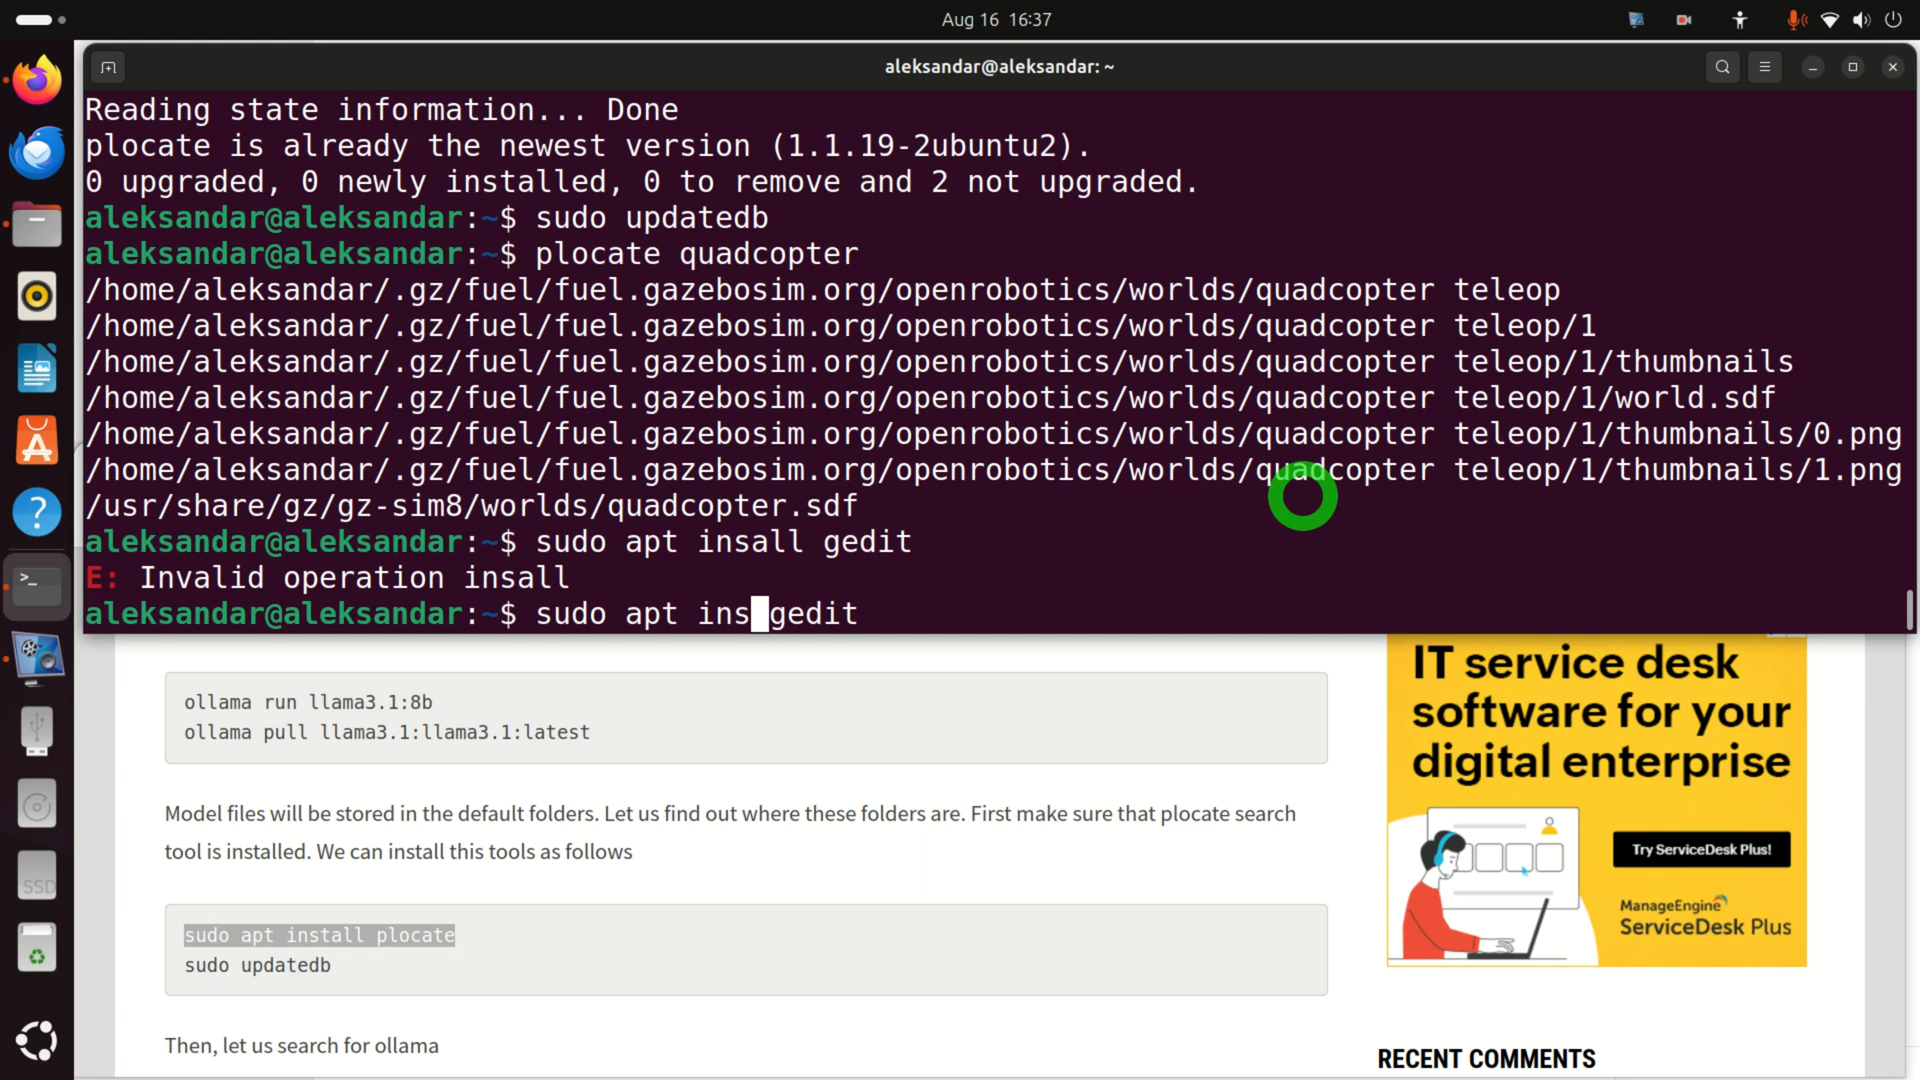 Aug 16 16:37
aleksandar@aleksandar: ~
Reading state information... Done
plocate is already the newest version (1.1.19-2ubuntu2).
0 upgraded, 0 newly installed, 0 to remove and 2 not upgraded.
aleksandar@aleksandar:~$ sudo updatedb
aleksandar@aleksandar:~$ plocate quadcopter
/home/aleksandar/.gz/fuel/fuel.gazebosim.org/openrobotics/worlds/quadcopter teleop
/home/aleksandar/.gz/fuel/fuel.gazebosim.org/openrobotics/worlds/quadcopter teleop/1
/home/aleksandar/.gz/fuel/fuel.gazebosim.org/openrobotics/worlds/quadcopter teleop/1/thumbnails
/home/aleksandar/.gz/fuel/fuel.gazebosim.org/openrobotics/worlds/quadcopter teleop/1/world.sdf
/home/aleksandar/.gz/fuel/fuel.gazebosim.org/openrobotics/worlds/quadcopter teleop/1/thumbnails/0.png
/home/aleksandar/.gz/fuel/fuel.gazebosim.org/openrobotics/worlds/quadcopter teleop/1/thumbnails/1.png
/usr/share/gz/gz-sim8/worlds/quadcopter.sdf
aleksandar@aleksandar:~$ sudo apt insall gedit
E: Invalid operation insall
aleksandar@aleksandar:~$ sudo apt ins gedit
ollama run llama3.1:8b
ollama pull llama3.1:llama3.1:latest
Model files will be stored in the default folders. Let us find out where these folders are. First make sure that plocate search
tool is installed. We can install this tools as follows
sudo apt install plocate
sudo updatedb
Then, let us search for ollama
IT service desk
software for your
digital enterprise
Try ServiceDesk Plus!
ManageEngine
ServiceDesk Plus
RECENT COMMENTS
SSD